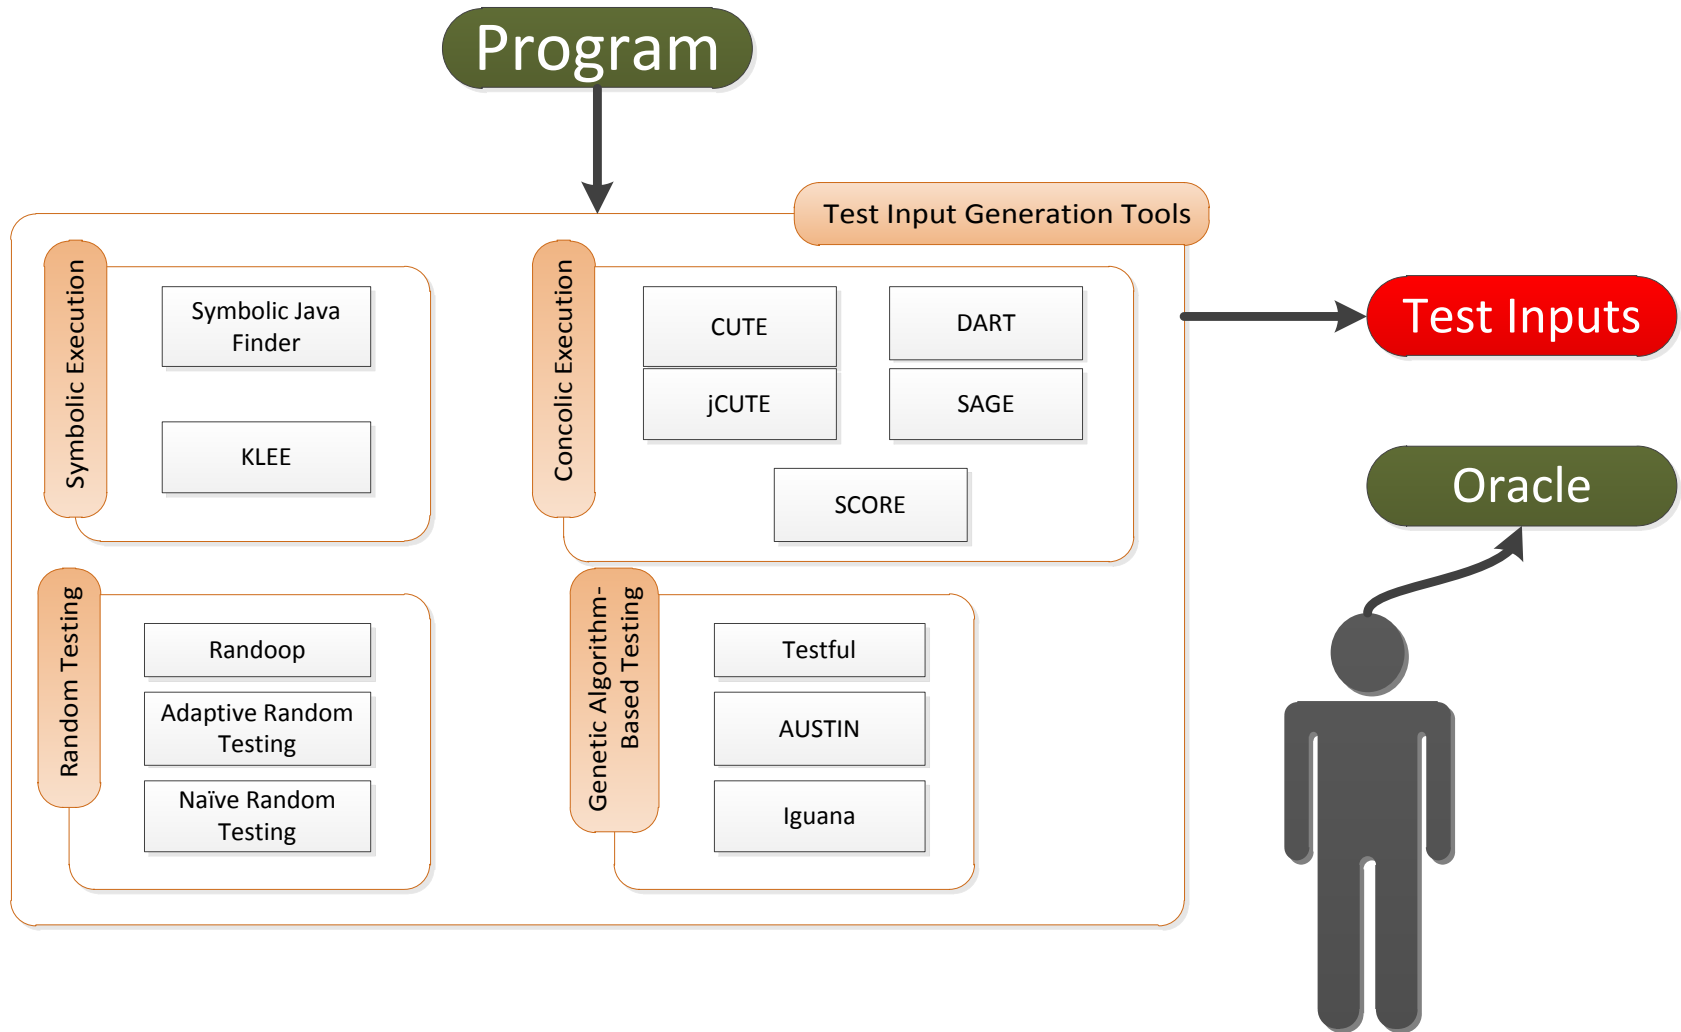 Program
Test Input Generation Tools
Symbolic Execution
Symbolic Java
Finder
KLEE
Concolic Execution
CUTE
DART
jCUTE
SAGE
SCORE
Test Inputs
Oracle
Random Testing
Randoop
Adaptive Random
Testing
Naïve Random
Testing
Genetic Algorithm-
Based Testing
Testful
AUSTIN
Iguana